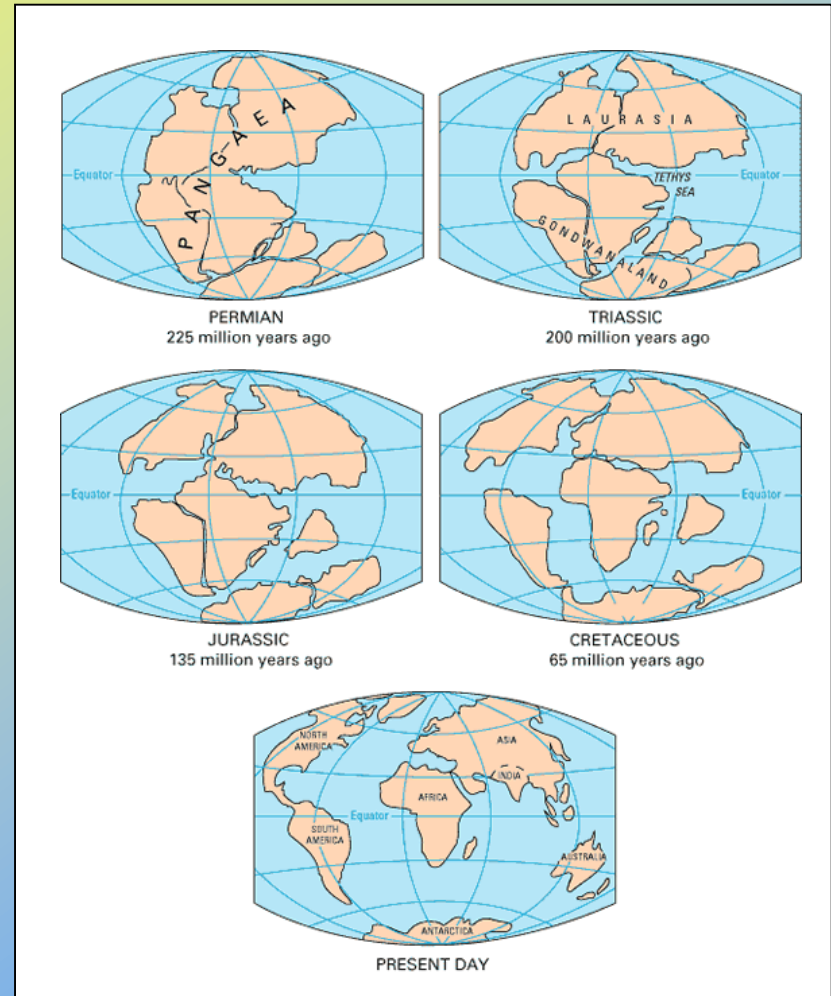 PANGAEA
Equator
PERMIAN
225 million years ago
LAURASIA
TETHYS
SEA
Equator
GONDWANALAND
TRIASSIC
200 million years ago
Equator
JURASSIC
135 million years ago
Equator
CRETACEOUS
65 million years ago
NORTH
AMERICA
ASIA
INDIA
AFRICA
Equator
SOUTH
AMERICA
AUSTRALIA
ANTARCTICA
PRESENT DAY